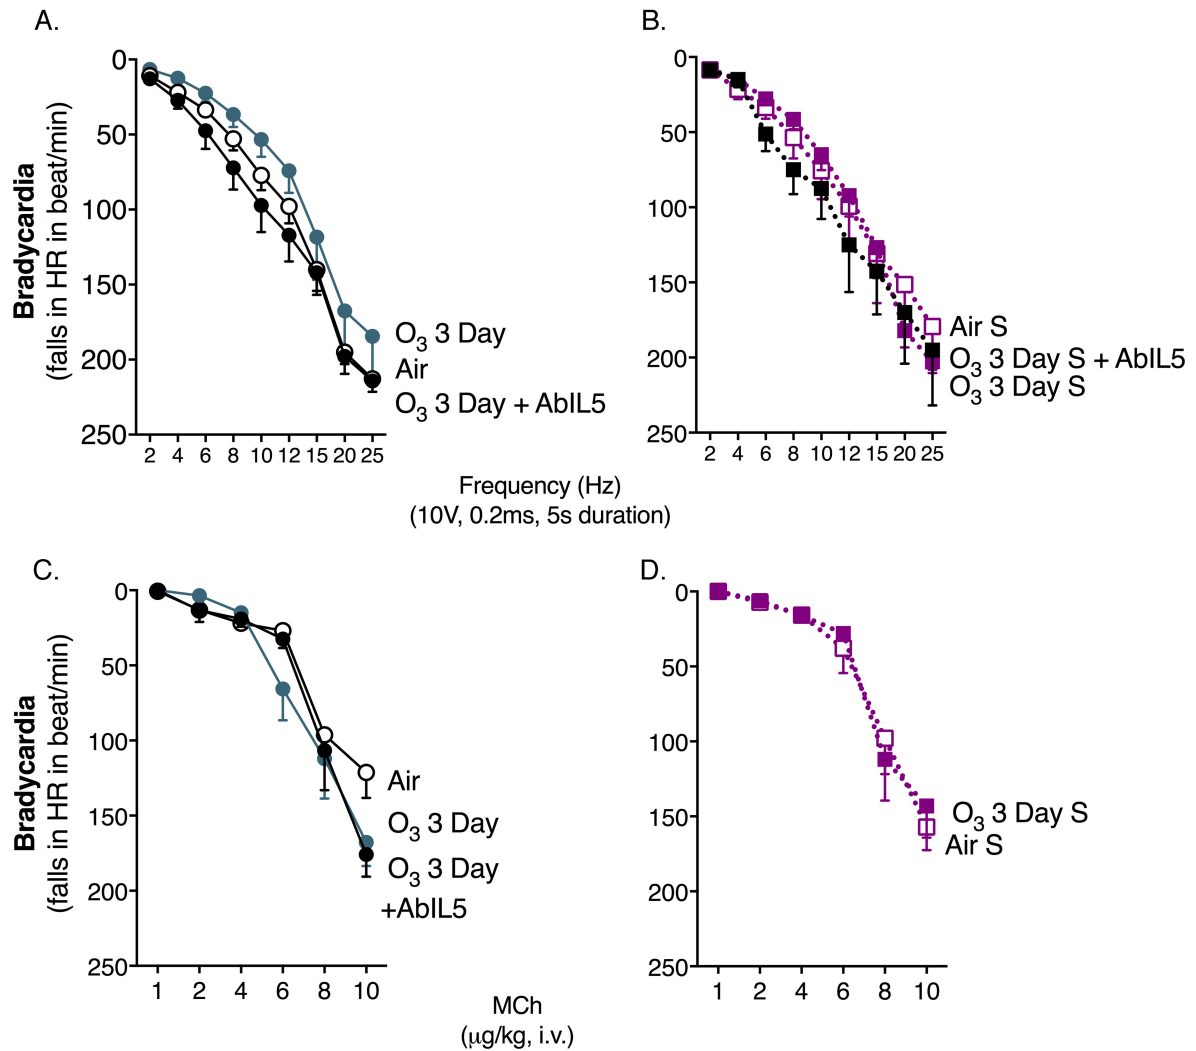 A.
Bradycardia
(falls in HR in beat/min)
0
50
100
150
200
250
2 4 6 8 10 12 15 20 25
O3 3 Day
Air
O3 3 Day + AbIL5
B.
0
50
100
150
200
250
2 4 6 8 10 12 15 20 25
Air S
O3 3 Day S + AbIL5
O3 3 Day S
Frequency (Hz)
(10V, 0.2ms, 5s duration)
C.
Bradycardia
(falls in HR in beat/min)
0
50
100
150
200
250
1 2 4 6 8 10
Air
O3 3 Day
O3 3 Day
+AbIL5
D.
0
50
100
150
200
250
1 2 4 6 8 10
O3 3 Day S
Air S
MCh
(μg/kg, i.v.)